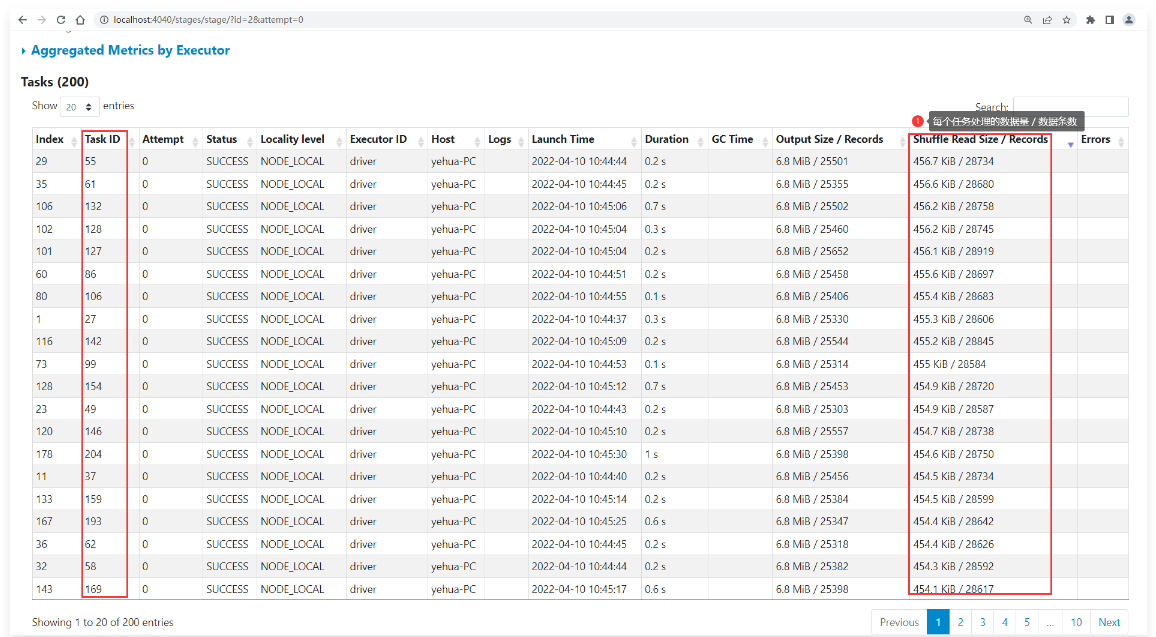 localhost:4040/stages/stage/?id=2&attempt=0
Aggregated Metrics by Executor
Tasks (200)
Show 20 entries
Search:
1 每个任务处理的数据量 / 数据条数
Index Task ID Attempt Status Locality level Executor ID Host Logs Launch Time Duration GC Time Output Size / Records Shuffle Read Size / Records Errors
29 55 0 SUCCESS NODE_LOCAL driver yehua-PC 2022-04-10 10:44:44 0.2 s 6.8 MiB / 25501 456.7 KiB / 28734
35 61 0 SUCCESS NODE_LOCAL driver yehua-PC 2022-04-10 10:44:45 0.2 s 6.8 MiB / 25355 456.6 KiB / 28680
106 132 0 SUCCESS NODE_LOCAL driver yehua-PC 2022-04-10 10:45:06 0.7 s 6.8 MiB / 25502 456.2 KiB / 28758
102 128 0 SUCCESS NODE_LOCAL driver yehua-PC 2022-04-10 10:45:04 0.3 s 6.8 MiB / 25460 456.2 KiB / 28745
101 127 0 SUCCESS NODE_LOCAL driver yehua-PC 2022-04-10 10:45:04 0.2 s 6.8 MiB / 25652 456.1 KiB / 28919
60 86 0 SUCCESS NODE_LOCAL driver yehua-PC 2022-04-10 10:44:51 0.2 s 6.8 MiB / 25458 455.6 KiB / 28697
80 106 0 SUCCESS NODE_LOCAL driver yehua-PC 2022-04-10 10:44:55 0.1 s 6.8 MiB / 25406 455.4 KiB / 28683
1 27 0 SUCCESS NODE_LOCAL driver yehua-PC 2022-04-10 10:44:37 0.3 s 6.8 MiB / 25330 455.3 KiB / 28606
116 142 0 SUCCESS NODE_LOCAL driver yehua-PC 2022-04-10 10:45:09 0.2 s 6.8 MiB / 25544 455.2 KiB / 28845
73 99 0 SUCCESS NODE_LOCAL driver yehua-PC 2022-04-10 10:44:53 0.1 s 6.8 MiB / 25314 455 KiB / 28584
128 154 0 SUCCESS NODE_LOCAL driver yehua-PC 2022-04-10 10:45:12 0.7 s 6.8 MiB / 25453 454.9 KiB / 28720
23 49 0 SUCCESS NODE_LOCAL driver yehua-PC 2022-04-10 10:44:43 0.2 s 6.8 MiB / 25303 454.9 KiB / 28587
120 146 0 SUCCESS NODE_LOCAL driver yehua-PC 2022-04-10 10:45:10 0.2 s 6.8 MiB / 25557 454.7 KiB / 28738
178 204 0 SUCCESS NODE_LOCAL driver yehua-PC 2022-04-10 10:45:30 1 s 6.8 MiB / 25398 454.6 KiB / 28750
11 37 0 SUCCESS NODE_LOCAL driver yehua-PC 2022-04-10 10:44:40 0.2 s 6.8 MiB / 25456 454.5 KiB / 28734
133 159 0 SUCCESS NODE_LOCAL driver yehua-PC 2022-04-10 10:45:14 0.2 s 6.8 MiB / 25384 454.5 KiB / 28599
167 193 0 SUCCESS NODE_LOCAL driver yehua-PC 2022-04-10 10:45:25 0.6 s 6.8 MiB / 25347 454.4 KiB / 28642
36 62 0 SUCCESS NODE_LOCAL driver yehua-PC 2022-04-10 10:44:45 0.2 s 6.8 MiB / 25318 454.4 KiB / 28626
32 58 0 SUCCESS NODE_LOCAL driver yehua-PC 2022-04-10 10:44:44 0.2 s 6.8 MiB / 25382 454.3 KiB / 28592
143 169 0 SUCCESS NODE_LOCAL driver yehua-PC 2022-04-10 10:45:17 0.6 s 6.8 MiB / 25398 454.1 KiB / 28617
Showing 1 to 20 of 200 entries
Previous 1 2 3 4 5 ... 10 Next